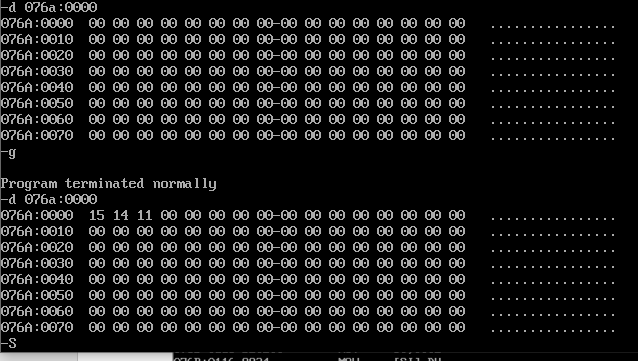 -d 076a:0000
076A:0000 00 00 00 00 00 00 00 00-00 00 00 00 00 00 00 00 ................
076A:0010 00 00 00 00 00 00 00 00-00 00 00 00 00 00 00 00 ................
076A:0020 00 00 00 00 00 00 00 00-00 00 00 00 00 00 00 00 ................
076A:0030 00 00 00 00 00 00 00 00-00 00 00 00 00 00 00 00 ................
076A:0040 00 00 00 00 00 00 00 00-00 00 00 00 00 00 00 00 ................
076A:0050 00 00 00 00 00 00 00 00-00 00 00 00 00 00 00 00 ................
076A:0060 00 00 00 00 00 00 00 00-00 00 00 00 00 00 00 00 ................
076A:0070 00 00 00 00 00 00 00 00-00 00 00 00 00 00 00 00 ................
-g
Program terminated normally
-d 076a:0000
076A:0000 15 14 11 00 00 00 00 00-00 00 00 00 00 00 00 00 ................
076A:0010 00 00 00 00 00 00 00 00-00 00 00 00 00 00 00 00 ................
076A:0020 00 00 00 00 00 00 00 00-00 00 00 00 00 00 00 00 ................
076A:0030 00 00 00 00 00 00 00 00-00 00 00 00 00 00 00 00 ................
076A:0040 00 00 00 00 00 00 00 00-00 00 00 00 00 00 00 00 ................
076A:0050 00 00 00 00 00 00 00 00-00 00 00 00 00 00 00 00 ................
076A:0060 00 00 00 00 00 00 00 00-00 00 00 00 00 00 00 00 ................
076A:0070 00 00 00 00 00 00 00 00-00 00 00 00 00 00 00 00 ................
-S